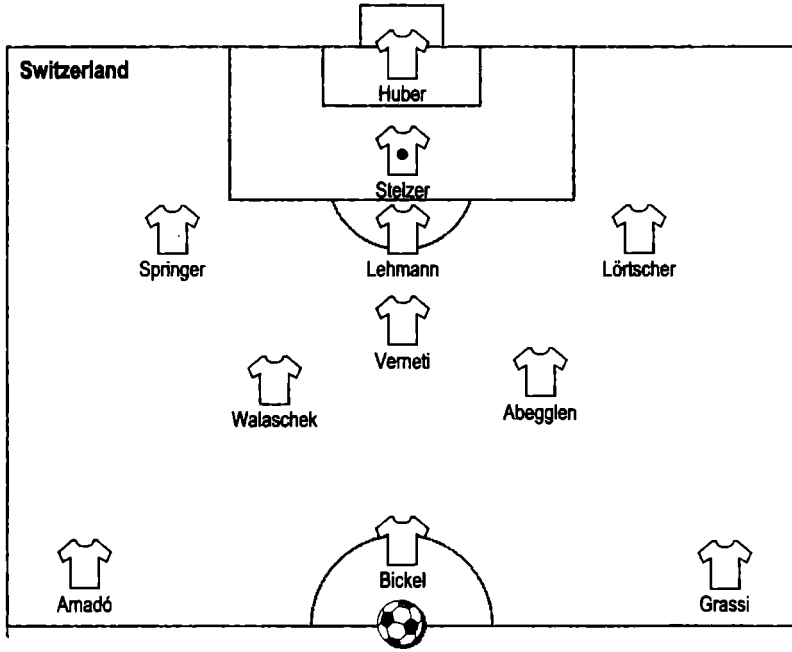 Switzerland
Huber
Stelzer
Springer
Lehmann
Lörtscher
Verneti
Walaschek
Abegglen
Amadó
Bickel
Grassi